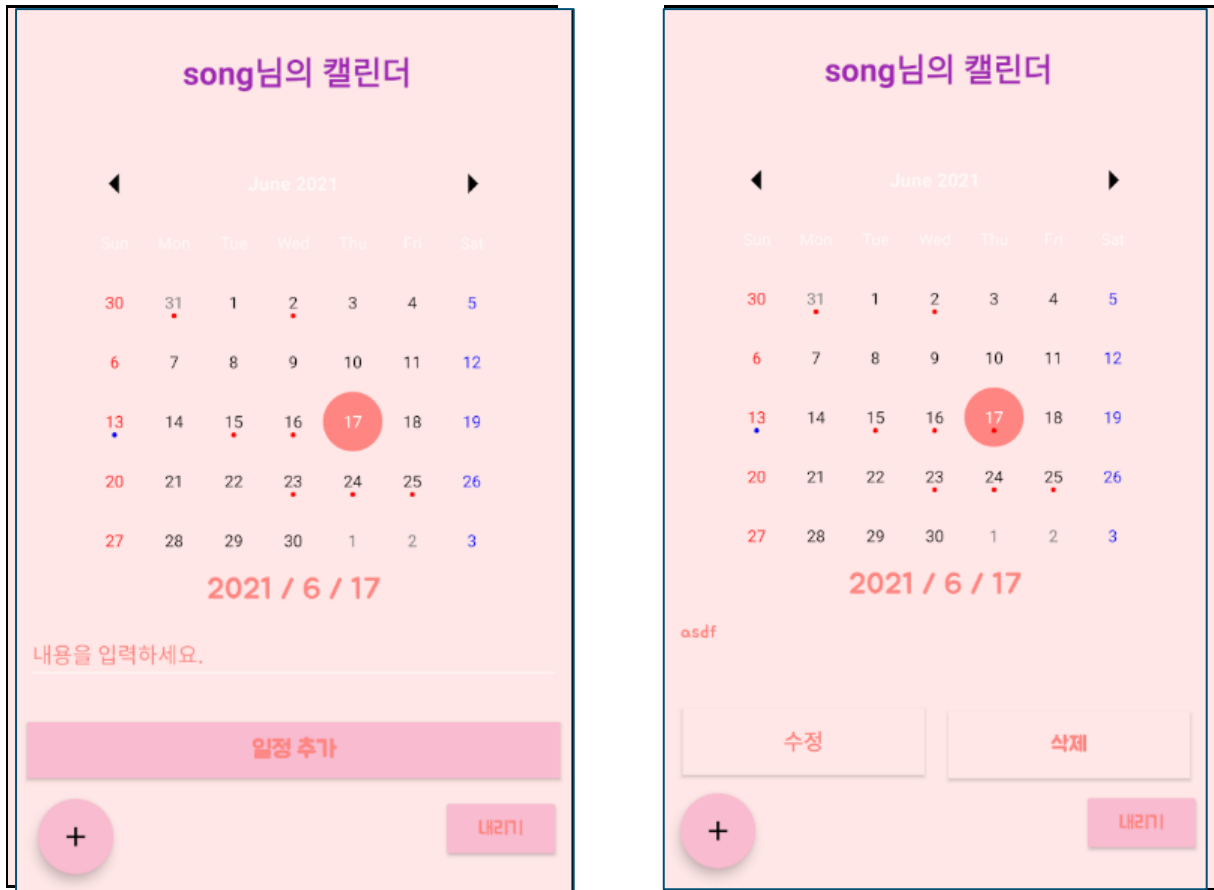 song님의 캘린더
June 2021
Sun Mon Tue Wed Thu Fri Sat
30 31 1 2 3 4 5
6 7 8 9 10 11 12
13 14 15 16 17 18 19
20 21 22 23 24 25 26
27 28 29 30 1 2 3
2021 / 6 / 17
내용을 입력하세요.
일정 추가
+
내리기
song님의 캘린더
June 2021
Sun Mon Tue Wed Thu Fri Sat
30 31 1 2 3 4 5
6 7 8 9 10 11 12
13 14 15 16 17 18 19
20 21 22 23 24 25 26
27 28 29 30 1 2 3
2021 / 6 / 17
asdf
수정 삭제
+
내리기